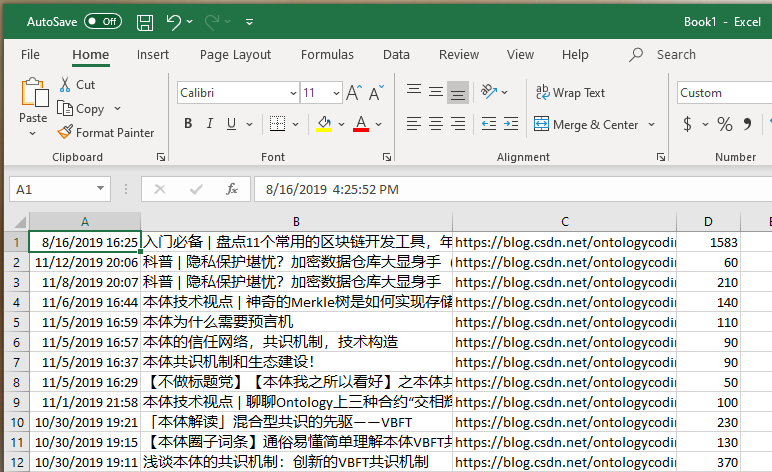 AutoSave Off Book1 - Excel
File Home Insert Page Layout Formulas Data Review View Help Search
Paste Cut Copy Format Painter
Calibri 11 A A
B I U A
Wrap Text
Merge & Center
Custom
$ % 9
Clipboard Font Alignment Number
A1 fx 8/16/2019 4:25:52 PM
A B C D
1 8/16/2019 16:25 入门必备 | 盘点11个常用的区块链开发工具，年 https://blog.csdn.net/ontologycodin 1583
2 11/12/2019 20:06 科普 | 隐私保护堪忧？加密数据仓库大显身手（ https://blog.csdn.net/ontologycodin 60
3 11/8/2019 20:07 科普 | 隐私保护堪忧？加密数据仓库大显身手 https://blog.csdn.net/ontologycodin 210
4 11/6/2019 16:44 本体技术视点 | 神奇的Merkle树是如何实现存储 https://blog.csdn.net/ontologycodin 140
5 11/5/2019 16:59 本体为什么需要预言机 https://blog.csdn.net/ontologycodin 110
6 11/5/2019 16:57 本体的信任网络，共识机制，技术构造 https://blog.csdn.net/ontologycodin 90
7 11/5/2019 16:37 本体共识机制和生态建设！ https://blog.csdn.net/ontologycodin 90
8 11/5/2019 16:29 【不做标题党】【本体我之所以看好】之本体共 https://blog.csdn.net/ontologycodin 50
9 11/1/2019 21:58 本体技术视点 | 聊聊Ontology上三种合约“交相辉 https://blog.csdn.net/ontologycodin 100
10 10/30/2019 19:21 「本体解读」混合型共识的先驱——VBFT https://blog.csdn.net/ontologycodin 230
11 10/30/2019 19:15 【本体圈子词条】通俗易懂简单理解本体VBFT共 https://blog.csdn.net/ontologycodin 130
12 10/30/2019 19:11 浅谈本体的共识机制：创新的VBFT共识机制 https://blog.csdn.net/ontologycodin 370